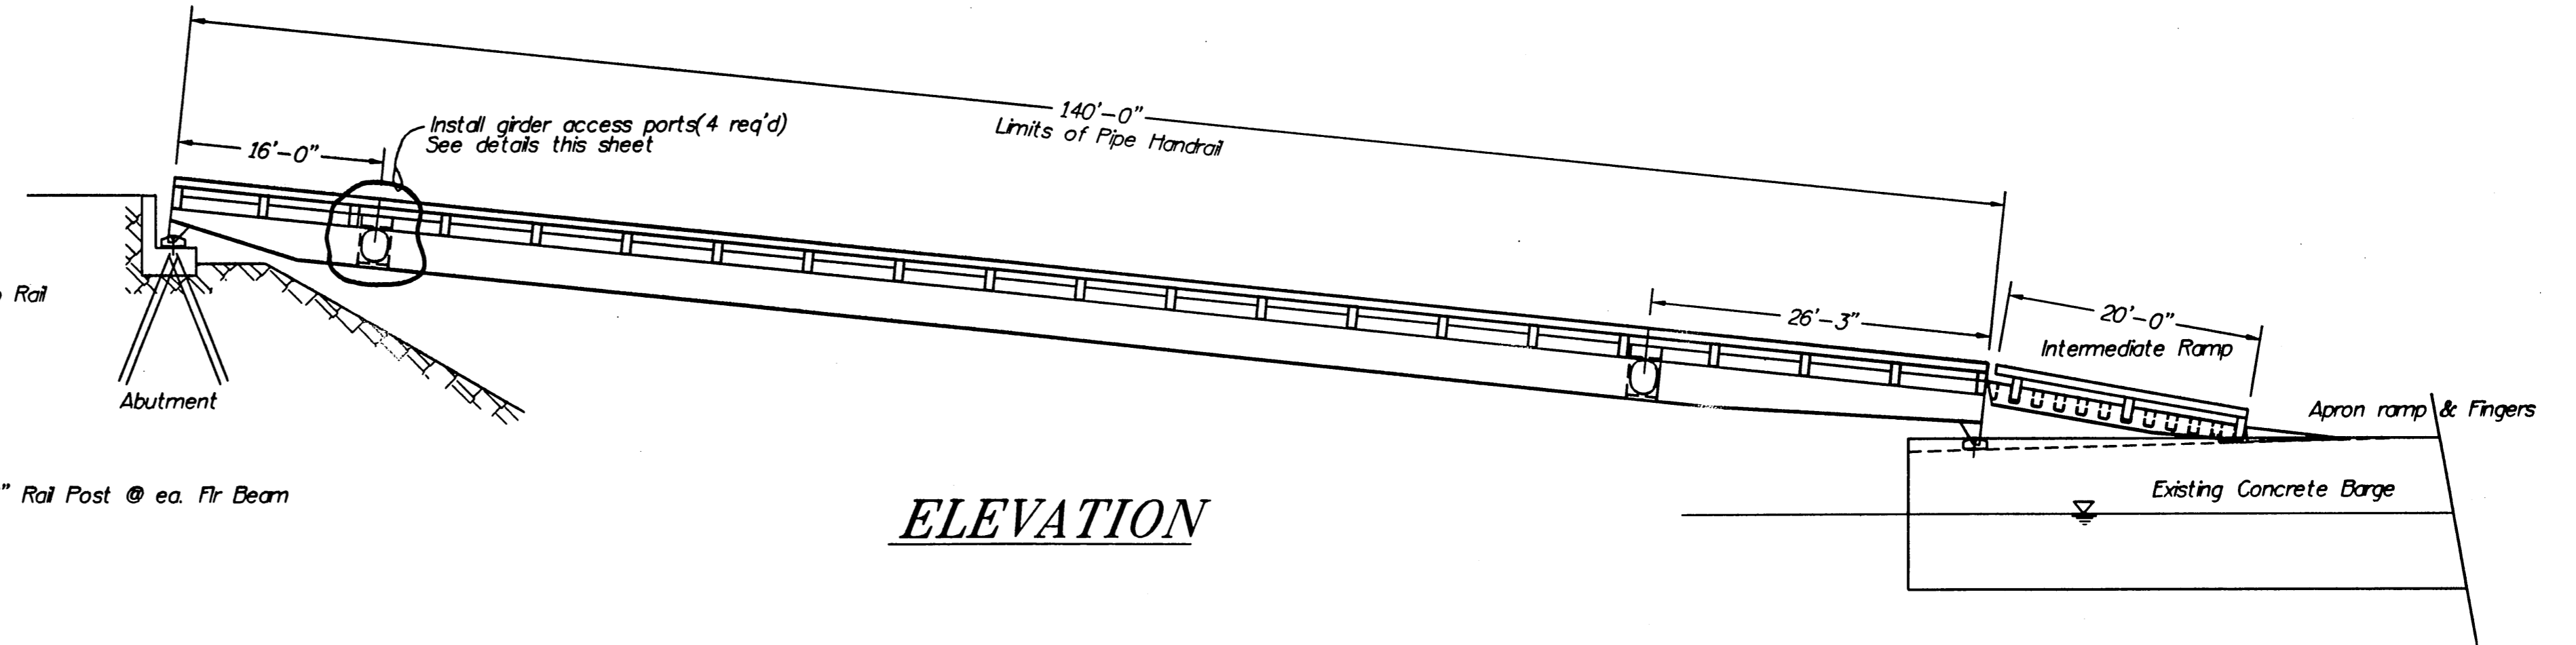 140'-0"
Limits of Pipe Handrail
Install girder access ports(4 req'd)
See details this sheet
16'-0"
Rail
26'-3"
20'-0"
Intermediate Ramp
Abutment
Apron ramp & Fingers
" Rail Post @ ea. Flr Beam
Existing Concrete Barge
ELEVATION